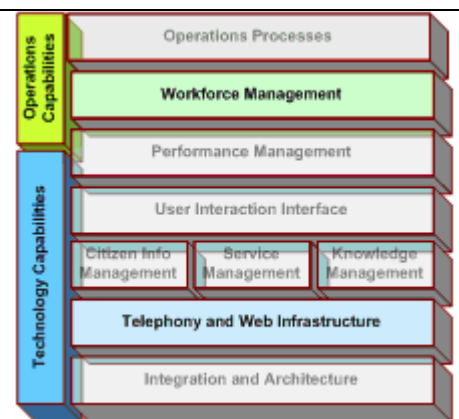 Operations
Capabilities
Operations Processes
Workforce Management
Performance Management
Technology Capabilities
User Interaction Interface
Citizen Info
Management
Service
Management
Knowledge
Management
Telephony and Web Infrastructure
Integration and Architecture